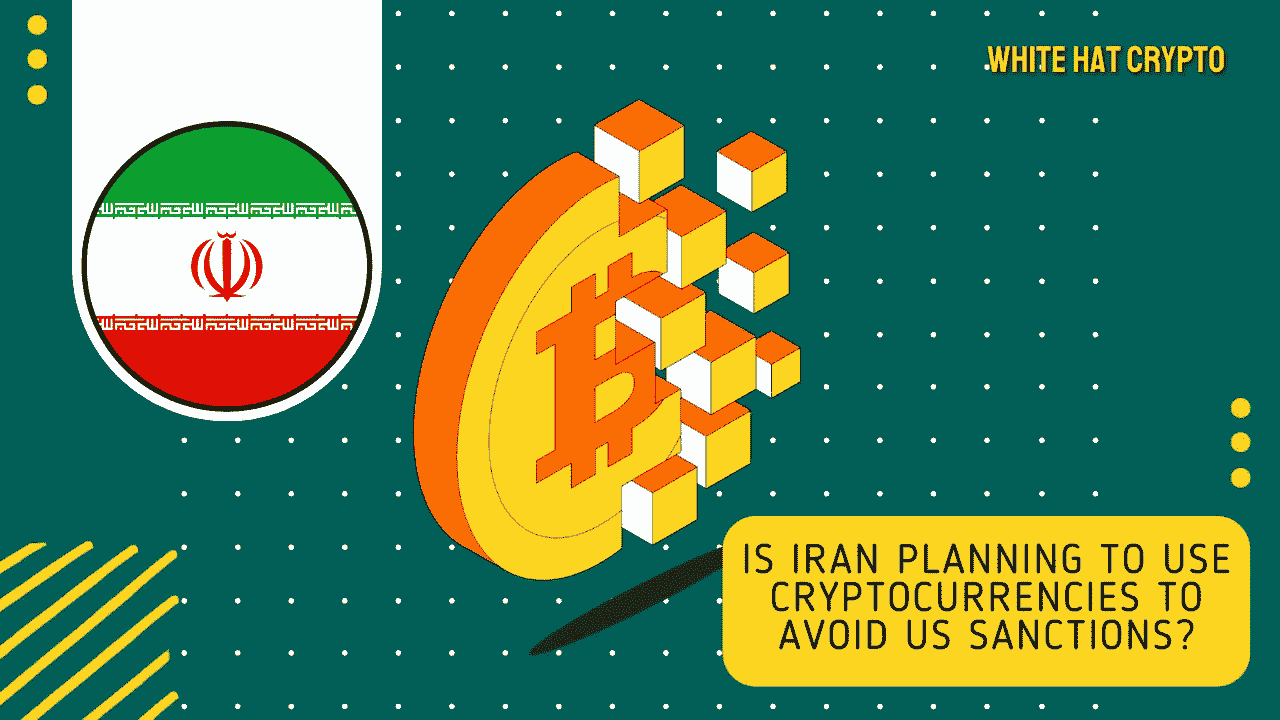 WHITE HAT CRYPTO
IS IRAN PLANNING TO USE
CRYPTOCURRENCIES TO
AVOID US SANCTIONS?